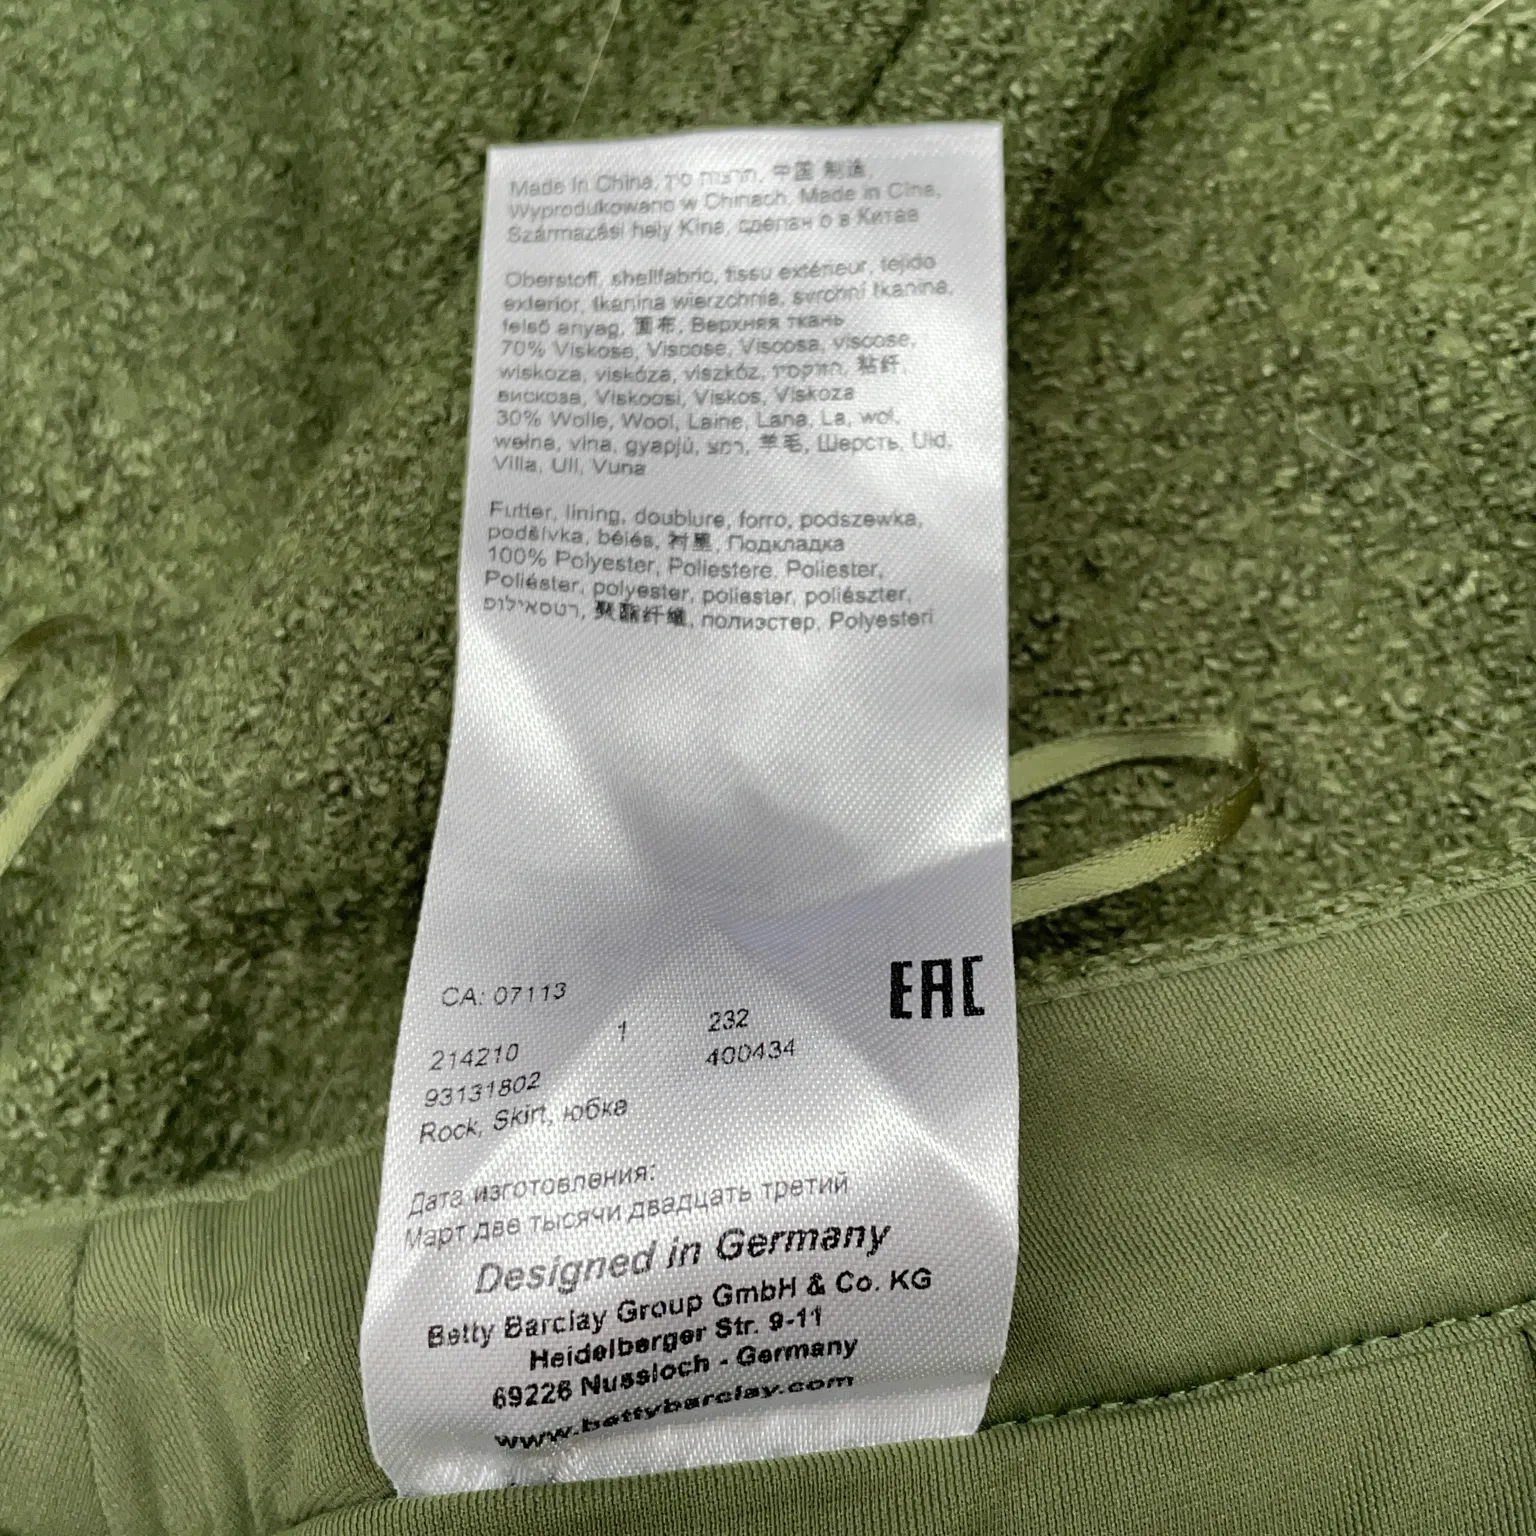 Made in China, תוצרת סין, 中国 制造,
Wyprodukowano w Chinach, Made in Cina,
Származási hely Kina, срепан о в Китае
Oberstoff, shellfabric, tissu extérieur, tejido
exterior, tkanina wierzchnia, svrchní tkanina,
felső anyag, 面布, Верхняя ткань
70% Viskose, Viscose, Viscosa, viscose,
wiskoza, viskóza, viszkóz, 粘纤,
вискоза, Viskoosi, Viskos, Viskoza
30% Wolle, Wool, Laine, Lana, La, wol,
wełna, vlna, gyapjú, צמר, 羊毛, Шерсть, Uld,
Villa, Ull, Vuna
Futter, lining, doublure, forro, podszewka,
podšívka, bélés, 衬里, Подкладка
100% Polyester, Poliestere, Poliester,
Poliéster, polyester, poliester, poliészter,
聚酯纤维, полиэстер, Polyesteri
CA: 07113
EAC
1 232
214210 400434
93131802
Rock, Skirt, юбка
Дата изготовления:
Март две тысячи двадцать третий
Designed in Germany
Betty Barclay Group GmbH & Co. KG
Heidelberger Str. 9-11
69226 Nussloch - Germany
www.bettybarclay.com